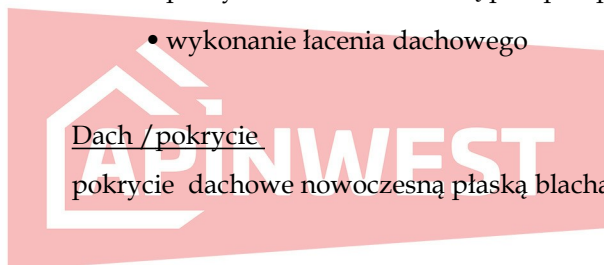 • wykonanie łacenia dachowego
Dach /pokrycie
APINWEST
pokrycie dachowe nowoczesną płaską blacha